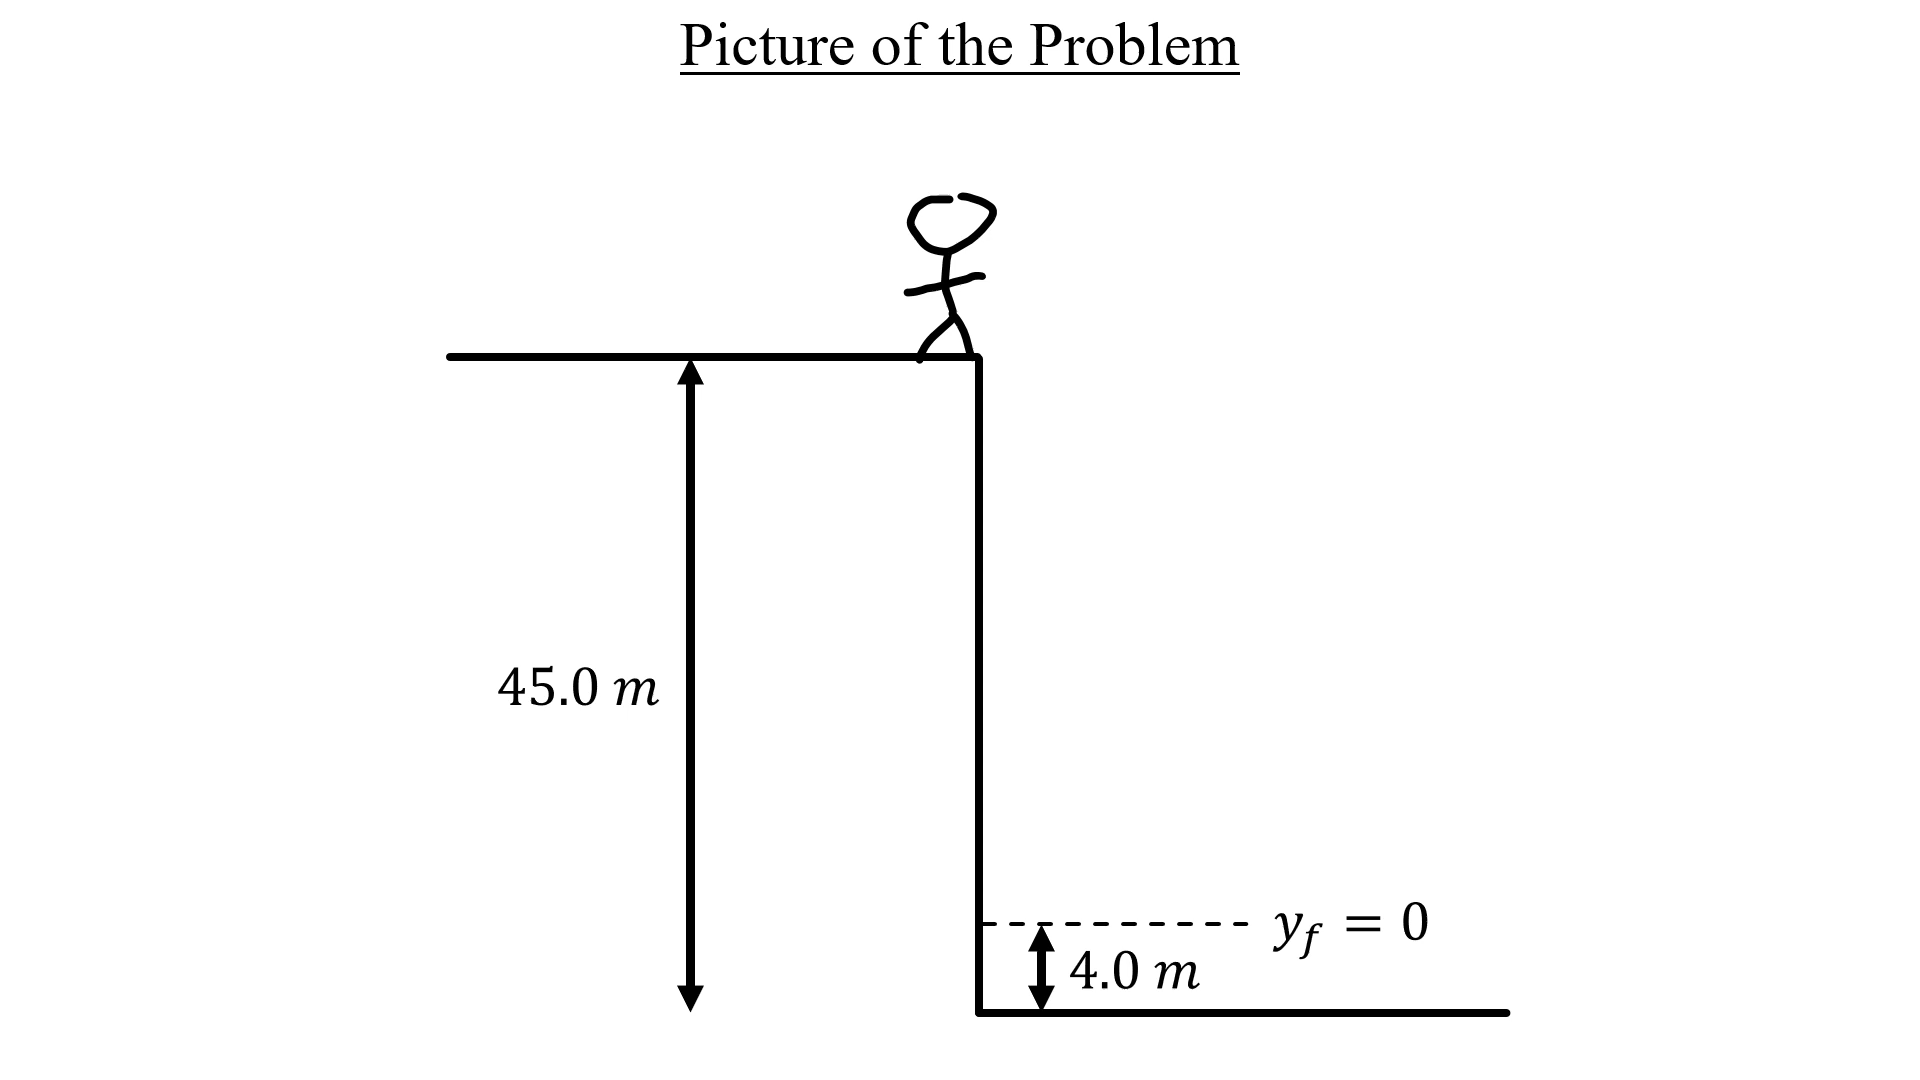 Picture of the Problem
45.0 m
y_f = 0
4.0 m